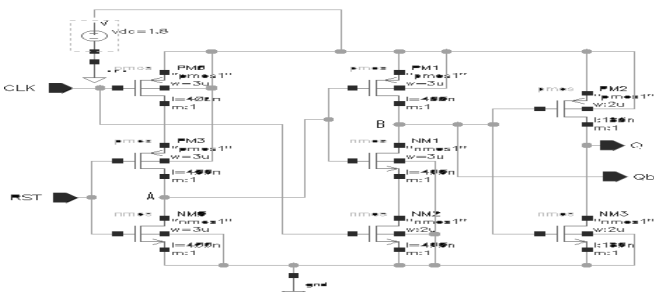 V
vdc=1.8
CLK
RST
pmos
"pmos1"
w=3u
m:1
pmos
PM3
"pmos1"
w=3u
m:1
A
nmos
"nmos1"
w=3u
m:1
pmos
PM1
"pmos1"
w=3u
m:1
B
nmos
NM1
"nmos1"
w=3u
m:1
nmos
NM2
"nmos1"
w:2u
m:1
pmos
PM2
"pmos1"
w:2u
m:1
Q
Qb
nmos
NM3
"nmos1"
w:2u
m:1
gnd